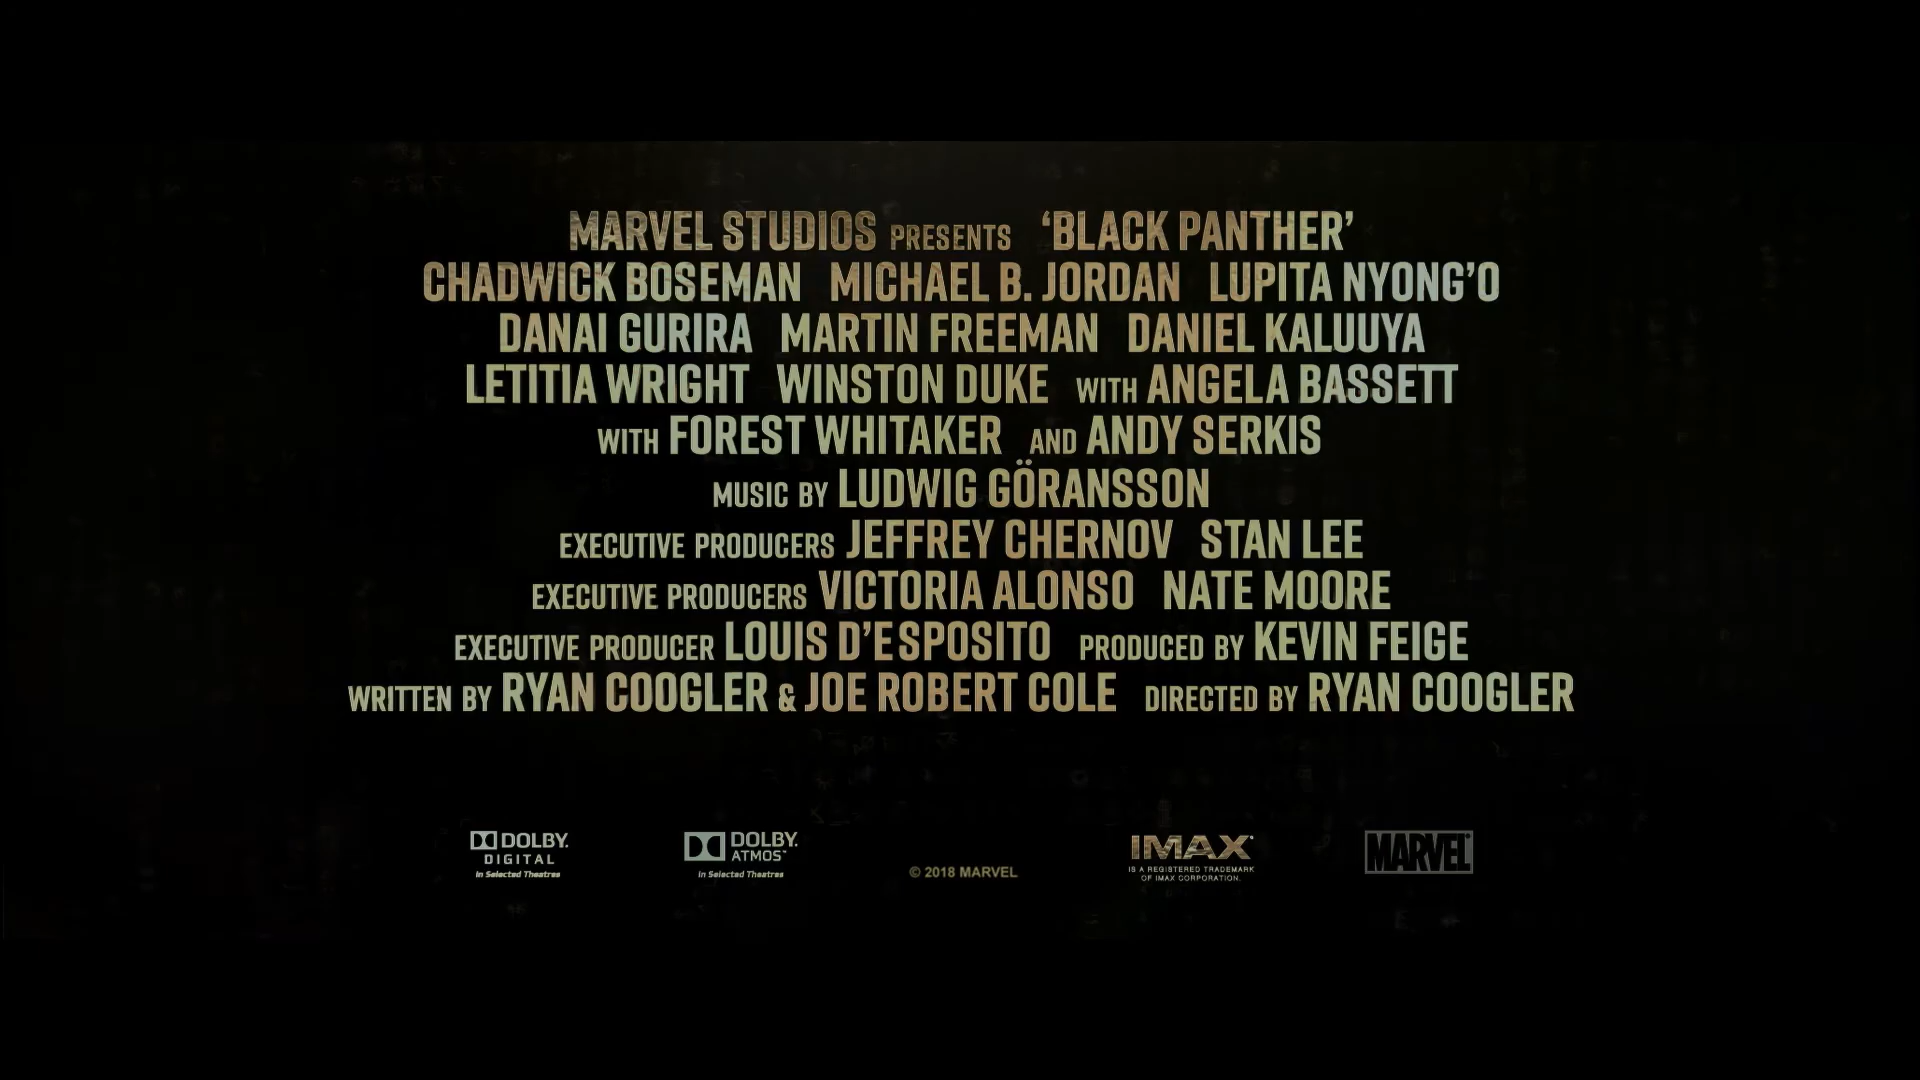 MARVEL STUDIOS PRESENTS ‘BLACK PANTHER’
CHADWICK BOSEMAN MICHAEL B. JORDAN LUPITA NYONG’O
DANAI GURIRA MARTIN FREEMAN DANIEL KALUUYA
LETITIA WRIGHT WINSTON DUKE WITH ANGELA BASSETT
WITH FOREST WHITAKER AND ANDY SERKIS
MUSIC BY LUDWIG GÖRANSSON
EXECUTIVE PRODUCERS JEFFREY CHERNOV STAN LEE
EXECUTIVE PRODUCERS VICTORIA ALONSO NATE MOORE
EXECUTIVE PRODUCER LOUIS D’ESPOSITO PRODUCED BY KEVIN FEIGE
WRITTEN BY RYAN COOGLER & JOE ROBERT COLE DIRECTED BY RYAN COOGLER
DOLBY.
DIGITAL
In Selected Theatres
DOLBY.
ATMOS™
In Selected Theatres
© 2018 MARVEL
IMAX
IS A REGISTERED TRADEMARK
OF IMAX CORPORATION.
MARVEL